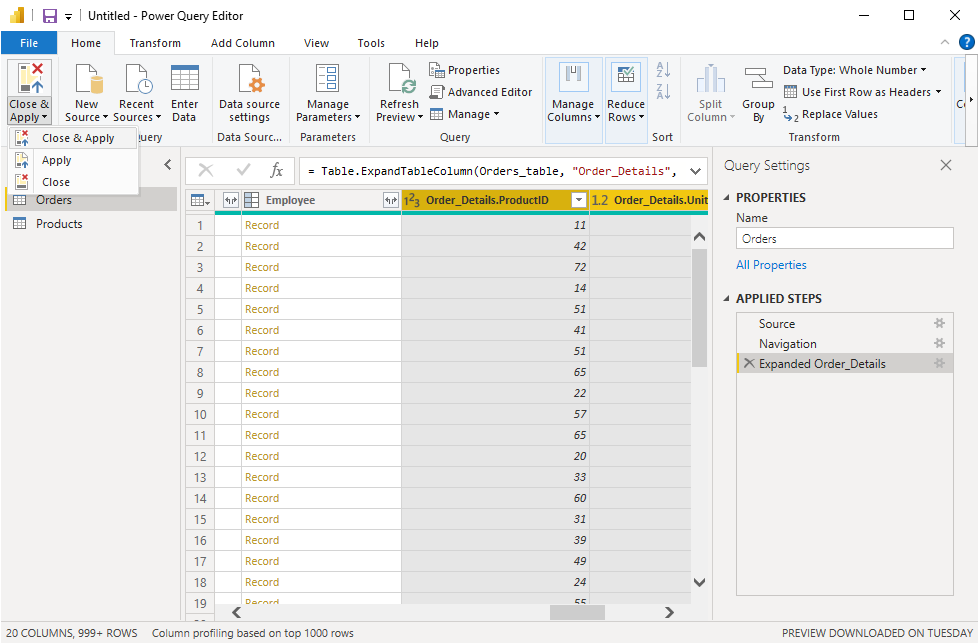 Untitled - Power Query Editor
File Home Transform Add Column View Tools Help ?
Close & Apply
New Source
Recent Sources
Enter Data
Data source settings
Manage Parameters
Refresh Preview
Properties
Advanced Editor
Manage
Manage Columns
Reduce Rows
A Z
Z A
Split Column
Group By
Data Type: Whole Number
Use First Row as Headers
1 2 Replace Values
Data Sourc... Parameters Query Sort Transform
Close & Apply
Apply
Close
Orders
Products
fx = Table.ExpandTableColumn(Orders_table, "Order_Details",
Employee 123 Order_Details.ProductID 1.2 Order_Details.Unit
1 Record 11
2 Record 42
3 Record 72
4 Record 14
5 Record 51
6 Record 41
7 Record 51
8 Record 65
9 Record 22
10 Record 57
11 Record 65
12 Record 20
13 Record 33
14 Record 60
15 Record 31
16 Record 39
17 Record 49
18 Record 24
19 Record 55
Query Settings
PROPERTIES
Name
Orders
All Properties
APPLIED STEPS
Source
Navigation
Expanded Order_Details
20 COLUMNS, 999+ ROWS Column profiling based on top 1000 rows PREVIEW DOWNLOADED ON TUESDAY